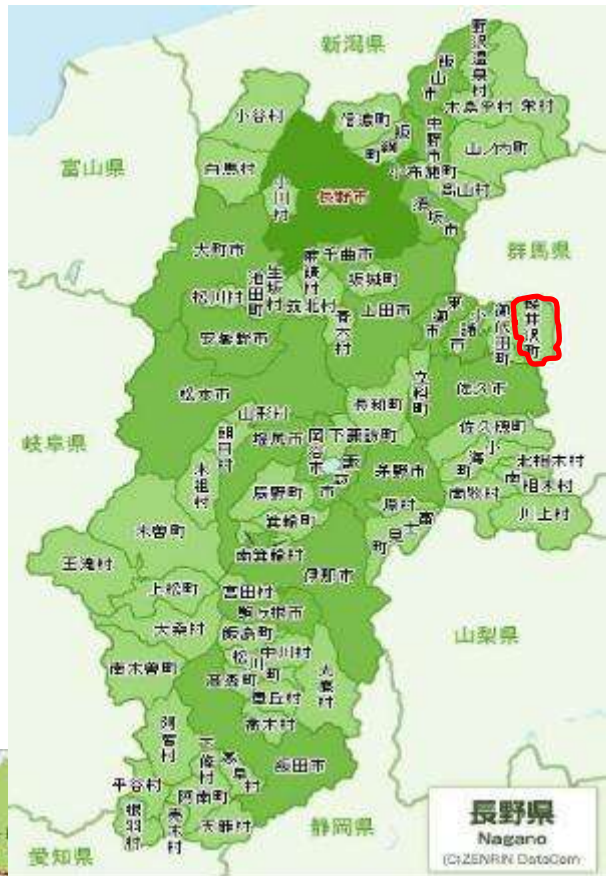 新潟県
野沢温泉村
飯山市
木島平村
栄村
小谷村
信濃町
飯綱町
中野市
山ノ内町
富山県
白馬村
小川村
長野市
小布施町
高山村
須坂市
群馬県
大町市
千曲市
麻績村
坂城町
生坂村
池田町
松川村
筑北村
青木村
上田市
東御市
小諸市
御代田町
軽井沢町
安曇野市
松本市
立科町
佐久市
長和町
山形村
朝日村
塩尻市
岡谷市
下諏訪町
諏訪市
茅野市
佐久穂町
小海町
北相木村
南相木村
南牧村
川上村
岐阜県
木祖村
辰野町
箕輪町
原村
富士見町
木曽町
王滝村
南箕輪村
伊那市
上松町
宮田村
駒ヶ根市
大桑村
飯島町
山梨県
南木曽町
松川町
中川村
大鹿村
高森町
豊丘村
喬木村
阿智村
下條村
泰阜村
飯田市
平谷村
阿南町
根羽村
売木村
天龍村
静岡県
愛知県
長野県
Nagano
(C)ZENRIN DataCom